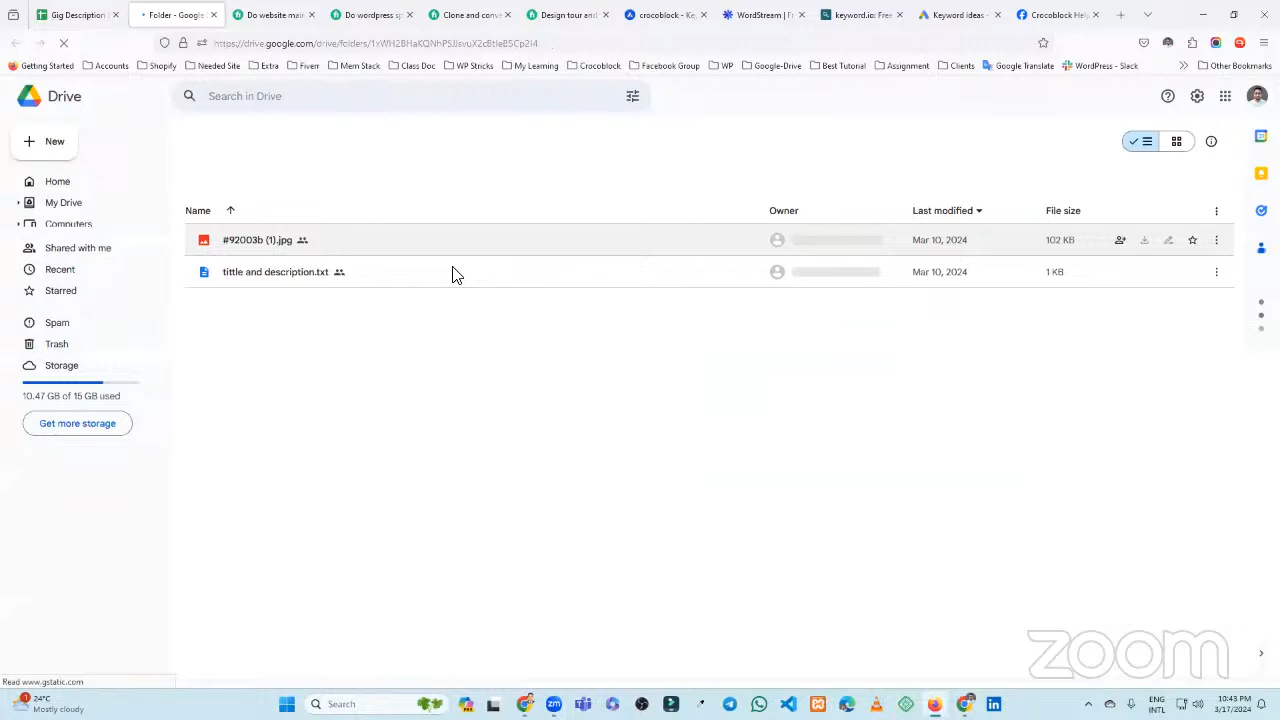 Gig Description
Folder - Google
Do website main
Do wordpress sp
Clone and conve
Design tour and
crocoblock - Ke
WordStream | Fr
keyword.io: Free
Keyword ideas -
Crocoblock Help
Getting Started
Accounts
Shopify
Needed Site
Extra
Fiverr
Mem Stack
Class Doc
WP Stricks
My Learning
Crocoblock
Facebook Group
WP
Google-Drive
Best Tutorial
Assignment
Clients
Google Translate
WordPress - Slack
Other Bookmarks
Drive
Search in Drive
New
Home
My Drive
Computers
Shared with me
Recent
Starred
Spam
Trash
Storage
10.47 GB of 15 GB used
Get more storage
Name
Owner
Last modified
File size
#92003b (1).jpg
Mar 10, 2024
102 KB
tittle and description.txt
Mar 10, 2024
1 KB
zoom
Read www.gstatic.com
1
24°C
Mostly cloudy
Search
ENG
INTL
10:43 PM
3/17/2024